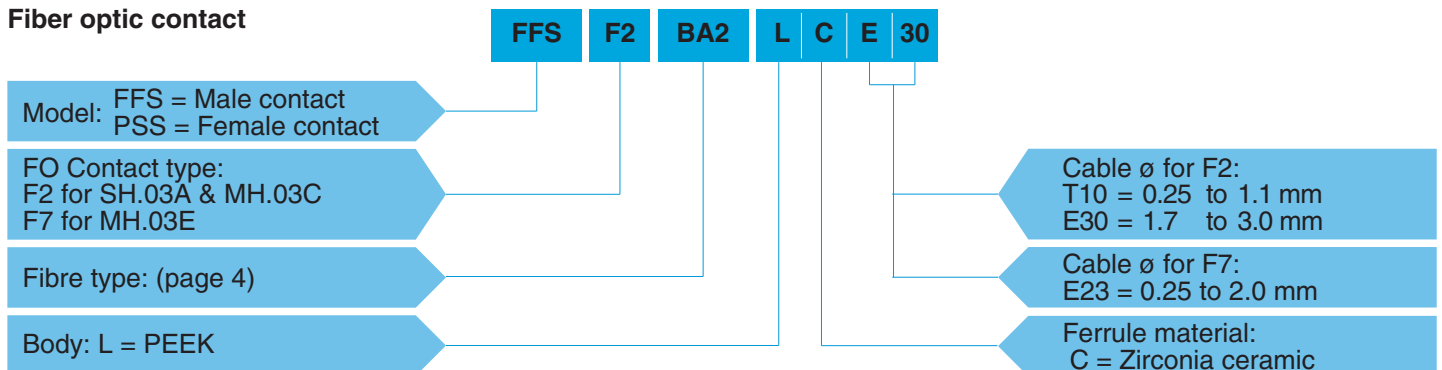 Fiber optic contact
FFS F2 BA2 L C E 30
Model: FFS = Male contact
PSS = Female contact
FO Contact type:
F2 for SH.03A & MH.03C
F7 for MH.03E
Fibre type: (page 4)
Body: L = PEEK
Cable ø for F2:
T10 = 0.25 to 1.1 mm
E30 = 1.7 to 3.0 mm
Cable ø for F7:
E23 = 0.25 to 2.0 mm
Ferrule material:
C = Zirconia ceramic